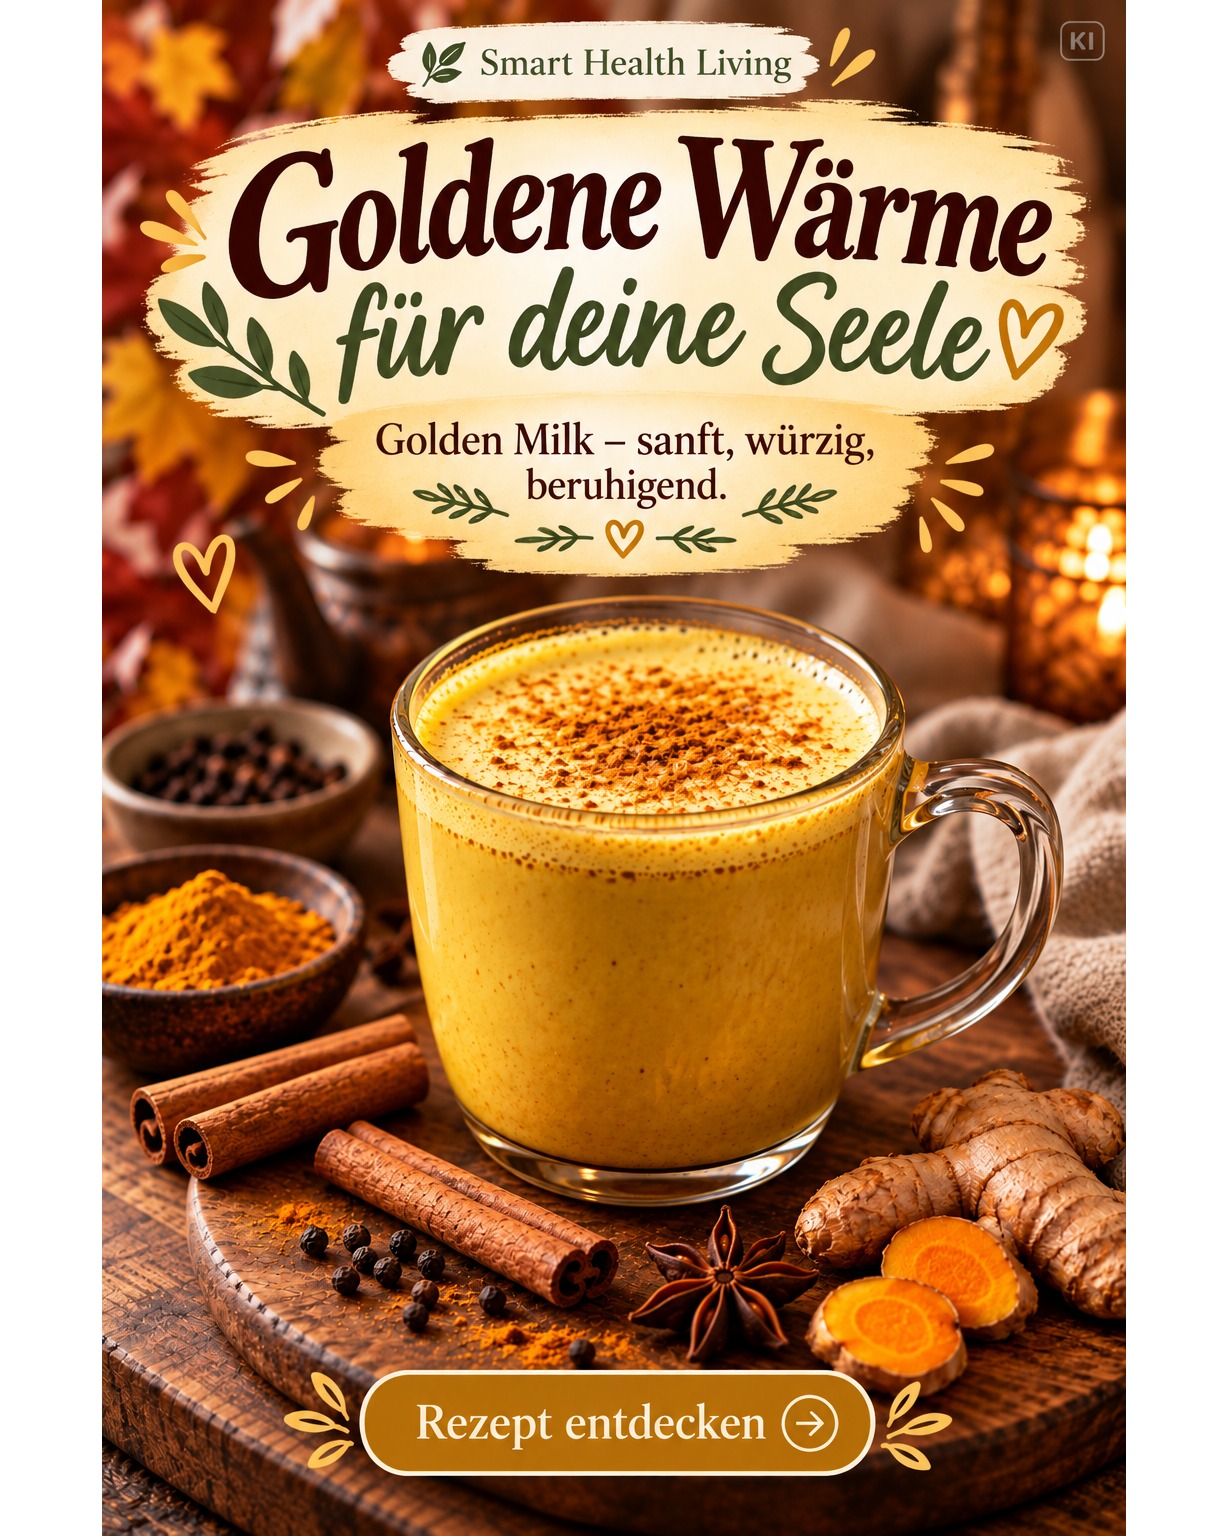 Smart Health Living
KI
Goldene Wärme
für deine Seele
Golden Milk – sanft, würzig,
beruhigend.
Rezept entdecken